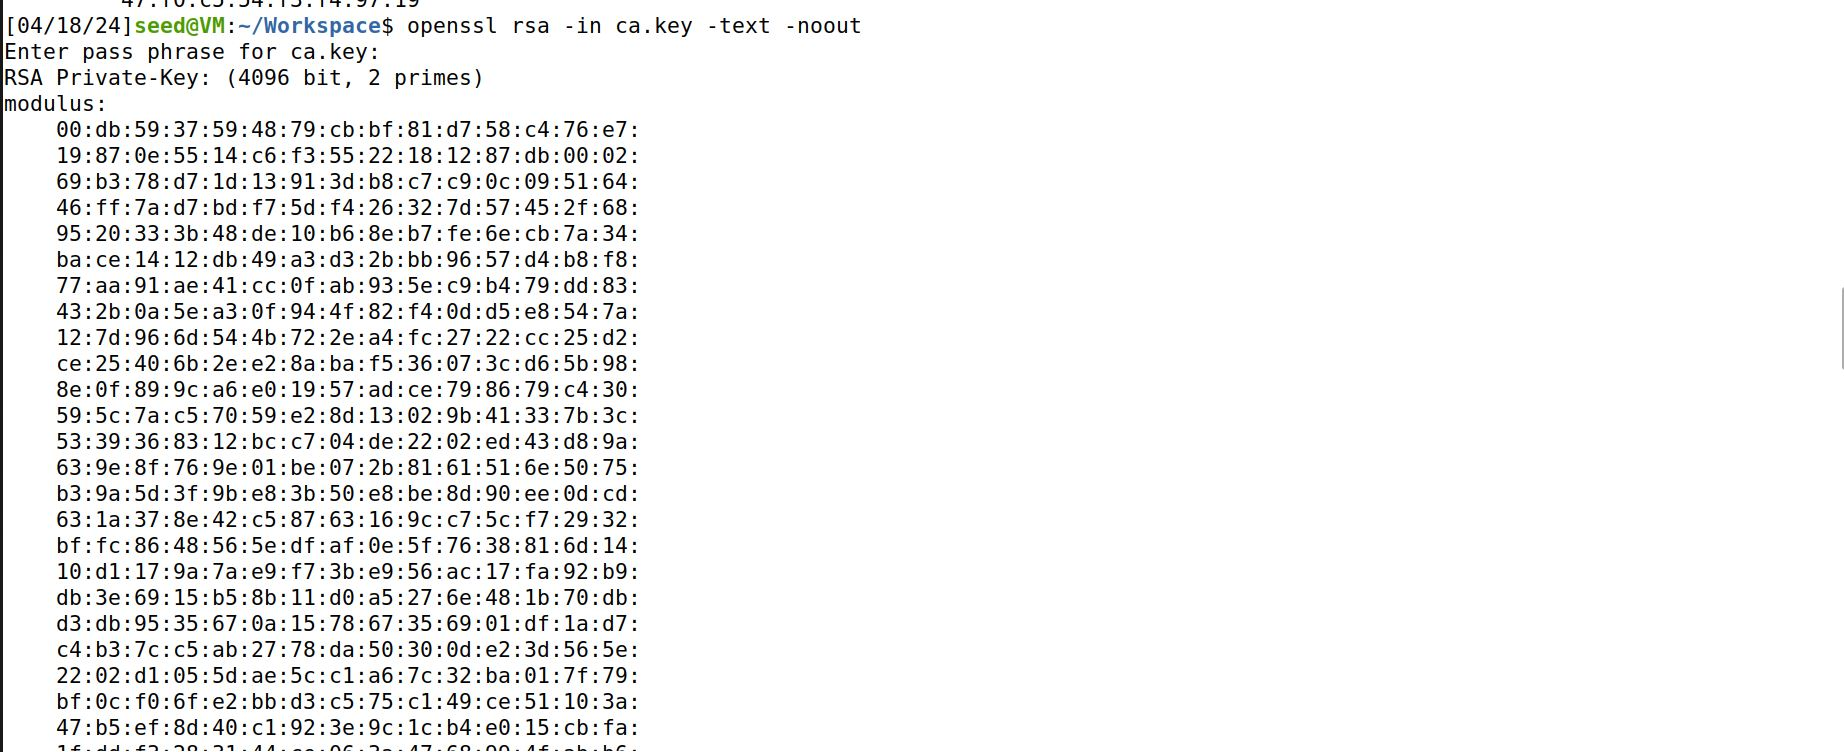 [04/18/24]seed@VM:~/Workspace$ openssl rsa -in ca.key -text -noout
Enter pass phrase for ca.key:
RSA Private-Key: (4096 bit, 2 primes)
modulus:
00:db:59:37:59:48:79:cb:bf:81:d7:58:c4:76:e7:
19:87:0e:55:14:c6:f3:55:22:18:12:87:db:00:02:
69:b3:78:d7:1d:13:91:3d:b8:c7:c9:0c:09:51:64:
46:ff:7a:d7:bd:f7:5d:f4:26:32:7d:57:45:2f:68:
95:20:33:3b:48:de:10:b6:8e:b7:fe:6e:cb:7a:34:
ba:ce:14:12:db:49:a3:d3:2b:bb:96:57:d4:b8:f8:
77:aa:91:ae:41:cc:0f:ab:93:5e:c9:b4:79:dd:83:
43:2b:0a:5e:a3:0f:94:4f:82:f4:0d:d5:e8:54:7a:
12:7d:96:6d:54:4b:72:2e:a4:fc:27:22:cc:25:d2:
ce:25:40:6b:2e:e2:8a:ba:f5:36:07:3c:d6:5b:98:
8e:0f:89:9c:a6:e0:19:57:ad:ce:79:86:79:c4:30:
59:5c:7a:c5:70:59:e2:8d:13:02:9b:41:33:7b:3c:
53:39:36:83:12:bc:c7:04:de:22:02:ed:43:d8:9a:
63:9e:8f:76:9e:01:be:07:2b:81:61:51:6e:50:75:
b3:9a:5d:3f:9b:e8:3b:50:e8:be:8d:90:ee:0d:cd:
63:1a:37:8e:42:c5:87:63:16:9c:c7:5c:f7:29:32:
bf:fc:86:48:56:5e:df:af:0e:5f:76:38:81:6d:14:
10:d1:17:9a:7a:e9:f7:3b:e9:56:ac:17:fa:92:b9:
db:3e:69:15:b5:8b:11:d0:a5:27:6e:48:1b:70:db:
d3:db:95:35:67:0a:15:78:67:35:69:01:df:1a:d7:
c4:b3:7c:c5:ab:27:78:da:50:30:0d:e2:3d:56:5e:
22:02:d1:05:5d:ae:5c:c1:a6:7c:32:ba:01:7f:79:
bf:0c:f0:6f:e2:bb:d3:c5:75:c1:49:ce:51:10:3a:
47:b5:ef:8d:40:c1:92:3e:9c:1c:b4:e0:15:cb:fa: